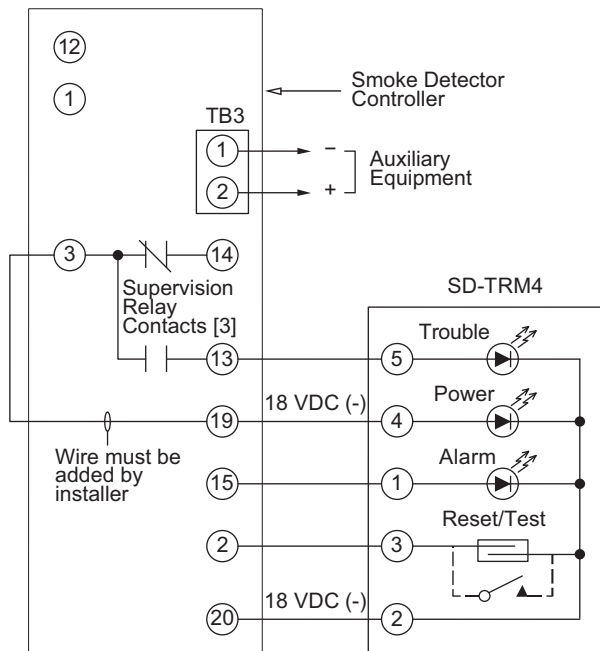 12
1
Smoke Detector
Controller
TB3
1
−
2
+
Auxiliary
Equipment
3
14
Supervision
Relay
Contacts [3]
SD-TRM4
Trouble
13
5
18 VDC (-)
Power
19
4
Wire must be
added by
installer
Alarm
15
1
Reset/Test
2
3
18 VDC (-)
20
2